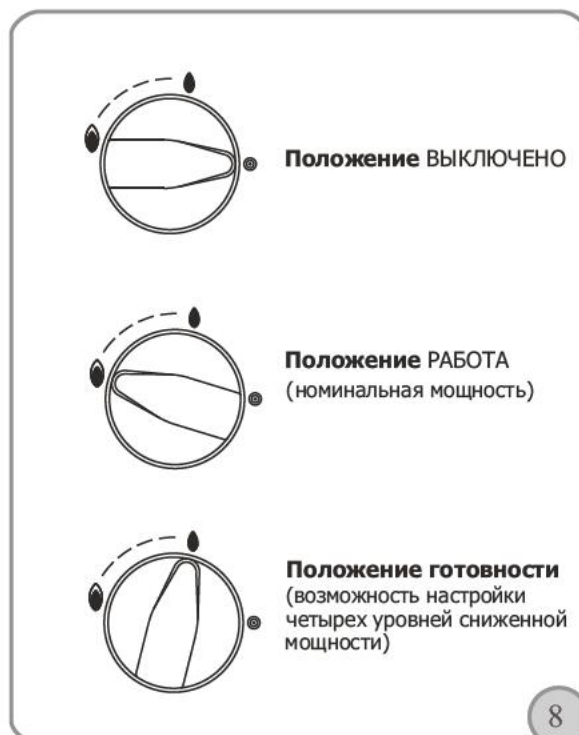 Положение ВЫКЛЮЧЕНО
Положение РАБОТА
(номинальная мощность)
Положение готовности
(возможность настройки
четырех уровней сниженной
мощности)
8